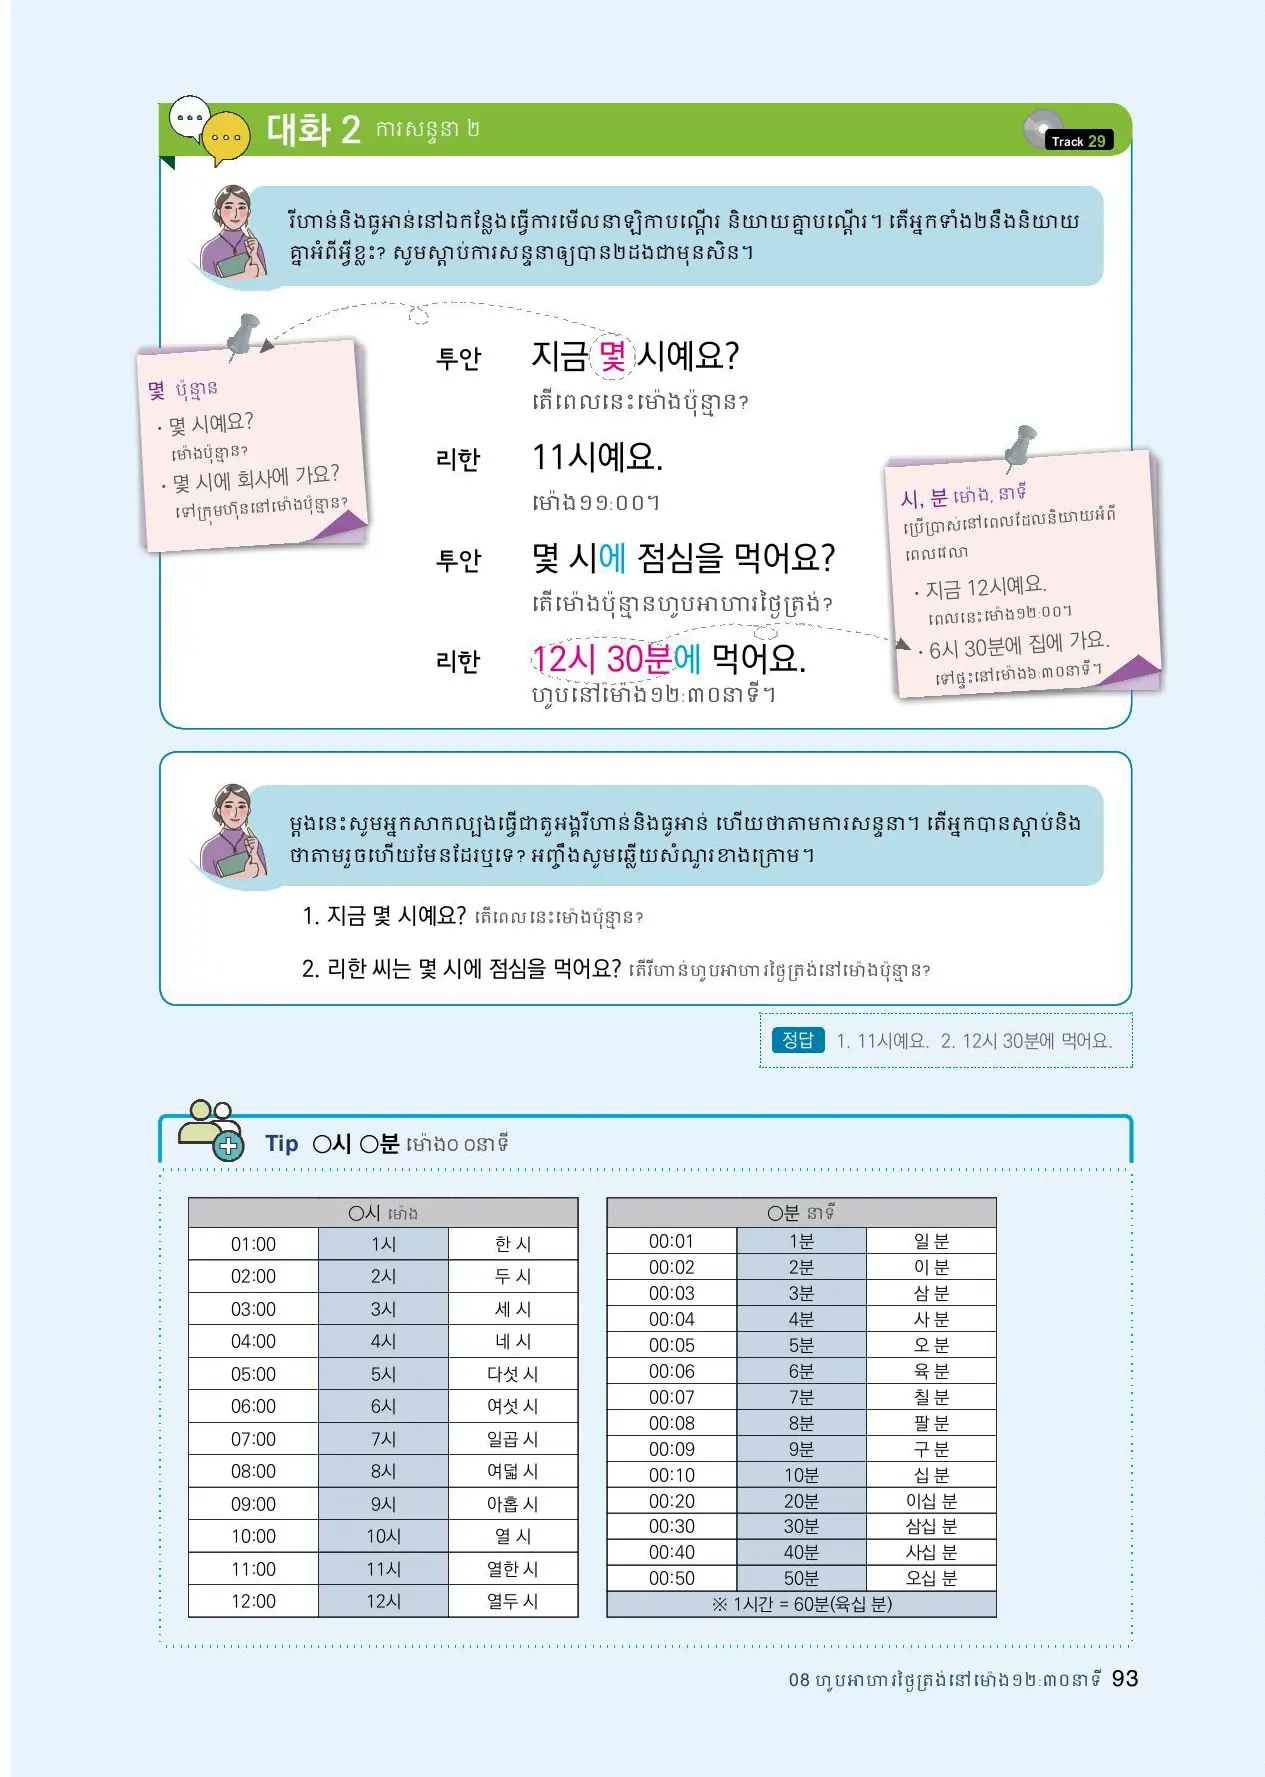 대화 2 ការសន្ទនា ២
Track 29
រីហាន់និងធូអាន់នៅឯកន្លែងធ្វើការមើលនាឡិកាបណ្តើរ និយាយគ្នាបណ្តើរ។ តើអ្នកទាំង២នឹងនិយាយ
គ្នាអំពីអ្វីខ្លះ? សូមស្តាប់ការសន្ទនាឲ្យបាន២ដងជាមុនសិន។
투안 지금 몇 시예요?
តើពេលនេះម៉ោងប៉ុន្មាន?
리한 11시예요.
ម៉ោង១១:០០។
투안 몇 시에 점심을 먹어요?
តើម៉ោងប៉ុន្មានហូបអាហារថ្ងៃត្រង់?
리한 12시 30분에 먹어요.
ហូបនៅម៉ោង១២:៣០នាទី។
몇 ប៉ុន្មាន
· 몇 시예요?
ម៉ោងប៉ុន្មាន?
· 몇 시에 회사에 가요?
ទៅក្រុមហ៊ុននៅម៉ោងប៉ុន្មាន?
시, 분 ម៉ោង, នាទី
ប្រើប្រាស់នៅពេលដែលនិយាយអំពី
ពេលវេលា
· 지금 12시예요.
ពេលនេះម៉ោង១២:០០។
· 6시 30분에 집에 가요.
ទៅផ្ទះនៅម៉ោង៦:៣០នាទី។
ម្តងនេះសូមអ្នកសាកល្បងធ្វើជាតួអង្គរីហាន់និងធូអាន់ ហើយថាតាមការសន្ទនា។ តើអ្នកបានស្តាប់និង
ថាតាមរួចហើយមែនដែរឬទេ? អញ្ចឹងសូមឆ្លើយសំណួរខាងក្រោម។
1. 지금 몇 시예요? តើពេលនេះម៉ោងប៉ុន្មាន?
2. 리한 씨는 몇 시에 점심을 먹어요? តើរីហាន់ហូបអាហារថ្ងៃត្រង់នៅម៉ោងប៉ុន្មាន?
정답 1. 11시예요. 2. 12시 30분에 먹어요.
Tip ○시 ○분 ម៉ោង០ ០នាទី
○시 ម៉ោង
01:00 1시 한 시
02:00 2시 두 시
03:00 3시 세 시
04:00 4시 네 시
05:00 5시 다섯 시
06:00 6시 여섯 시
07:00 7시 일곱 시
08:00 8시 여덟 시
09:00 9시 아홉 시
10:00 10시 열 시
11:00 11시 열한 시
12:00 12시 열두 시
○분 នាទី
00:01 1분 일 분
00:02 2분 이 분
00:03 3분 삼 분
00:04 4분 사 분
00:05 5분 오 분
00:06 6분 육 분
00:07 7분 칠 분
00:08 8분 팔 분
00:09 9분 구 분
00:10 10분 십 분
00:20 20분 이십 분
00:30 30분 삼십 분
00:40 40분 사십 분
00:50 50분 오십 분
※ 1시간 = 60분(육십 분)
08 ហូបអាហារថ្ងៃត្រង់នៅម៉ោង១២:៣០នាទី 93